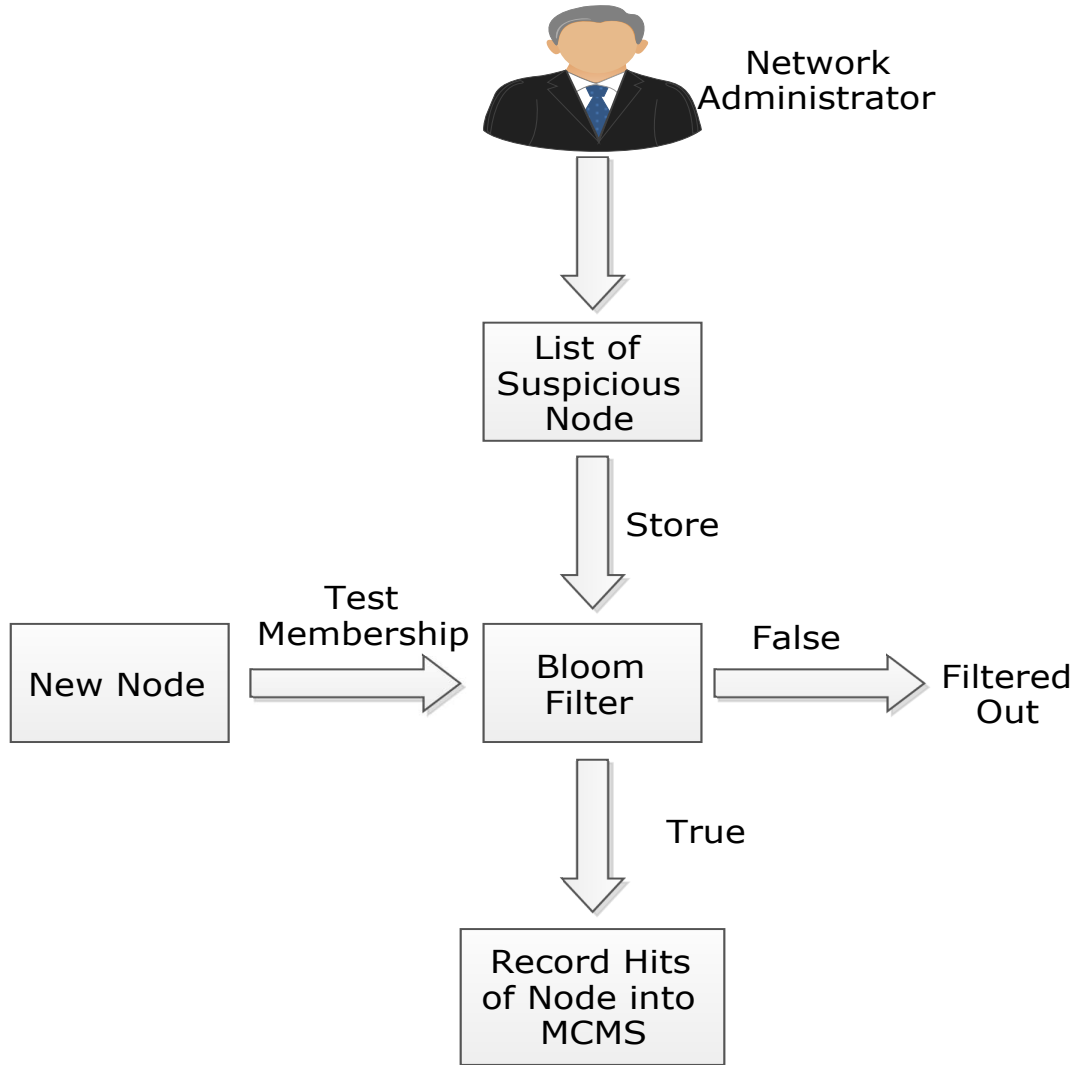 Network
Administrator
List of
Suspicious
Node
Store
Test
Membership
New Node
Bloom
Filter
False
Filtered
Out
True
Record Hits
of Node into
MCMS